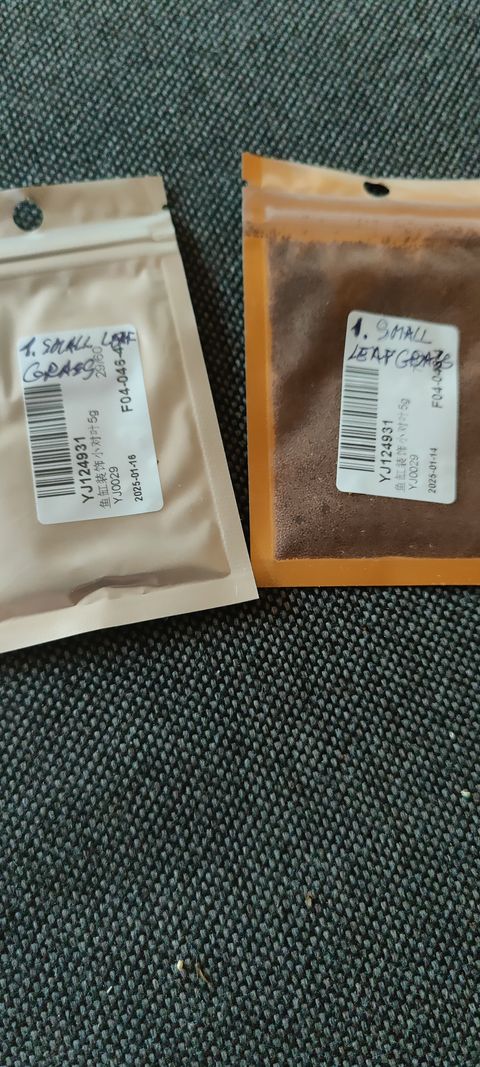 1. SMALL LEAF
GRASS
F04-046-4
YJ124931
鱼缸装饰小对叶5g
YJ0029
2025-01-16
1. SMALL
LEAF GRASS
F04-04
YJ124931
鱼缸装饰小对叶5g
YJ0029
2025-01-14